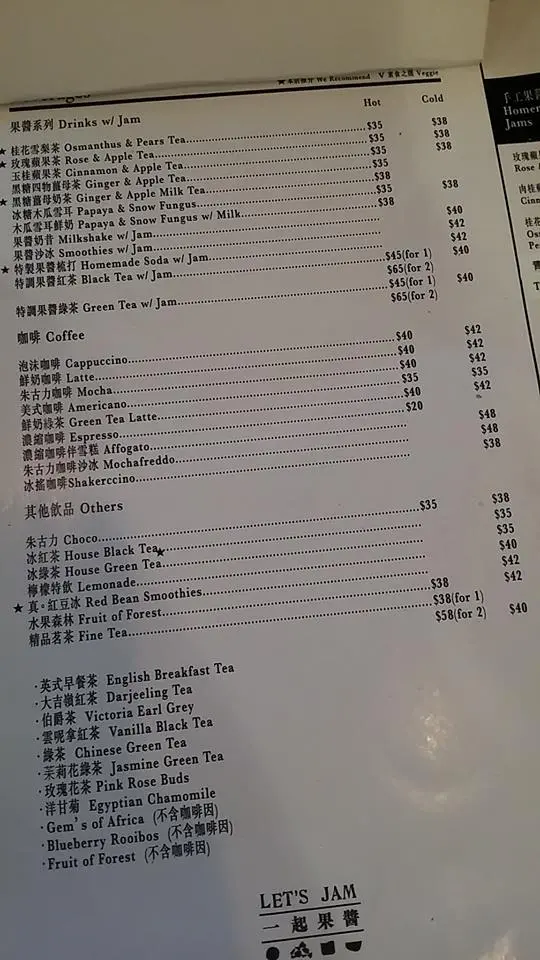 ★本店推介 We Recommend V 素食之選 Veggie
Hot Cold
果醬系列 Drinks w/ Jam
★ 桂花雪梨茶 Osmanthus & Pears Tea $35 $38
★ 玫瑰蘋果茶 Rose & Apple Tea $35 $38
玉桂蘋果茶 Cinnamon & Apple Tea $35 $38
黑糖四物薑母茶 Ginger & Apple Tea $35
★ 黑糖薑母奶茶 Ginger & Apple Milk Tea $38
冰糖木瓜雪耳 Papaya & Snow Fungus $35 $38
木瓜雪耳鮮奶 Papaya & Snow Fungus w/ Milk $38
果醬奶昔 Milkshake w/ Jam $40
果醬沙冰 Smoothies w/ Jam $42
★ 特製果醬梳打 Homemade Soda w/ Jam $42
特調果醬紅茶 Black Tea w/ Jam $45(for 1) $40
$65(for 2)
特調果醬綠茶 Green Tea w/ Jam $45(for 1) $40
$65(for 2)
咖啡 Coffee
泡沫咖啡 Cappuccino $40 $42
鮮奶咖啡 Latte $40 $42
朱古力咖啡 Mocha $40 $42
美式咖啡 Americano $35 $35
鮮奶綠茶 Green Tea Latte $40 $42
濃縮咖啡 Espresso $20
濃縮咖啡伴雪糕 Affogato $48
朱古力咖啡沙冰 Mochafreddo $48
冰搖咖啡Shakerccino $38
其他飲品 Others
朱古力 Choco $35 $38
冰紅茶 House Black Tea★ $35
冰綠茶 House Green Tea $35
檸檬特飲 Lemonade $40
★ 真。紅豆冰 Red Bean Smoothies $42
水果森林 Fruit of Forest $38 $42
精品茗茶 Fine Tea $38(for 1) $40
$58(for 2)
·英式早餐茶 English Breakfast Tea
·大吉嶺紅茶 Darjeeling Tea
·伯爵茶 Victoria Earl Grey
·雲呢拿紅茶 Vanilla Black Tea
·綠茶 Chinese Green Tea
·茉莉花綠茶 Jasmine Green Tea
·玫瑰花茶 Pink Rose Buds
·洋甘菊 Egyptian Chamomile
·Gem's of Africa (不含咖啡因)
·Blueberry Rooibos (不含咖啡因)
·Fruit of Forest (不含咖啡因)
LET'S JAM
一起果醬
手工果醬
Jams